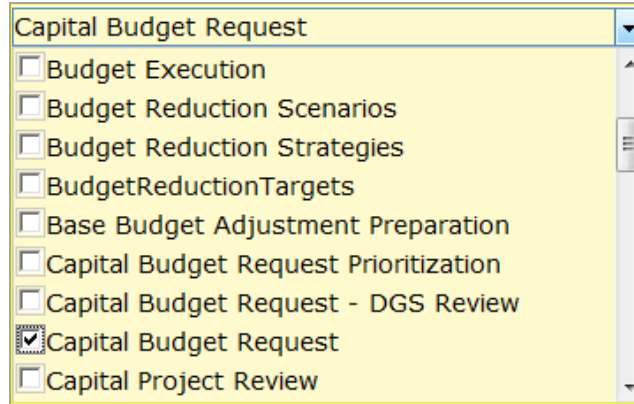 Capital Budget Request
Budget Execution
Budget Reduction Scenarios
Budget Reduction Strategies
BudgetReductionTargets
Base Budget Adjustment Preparation
Capital Budget Request Prioritization
Capital Budget Request - DGS Review
Capital Budget Request
Capital Project Review